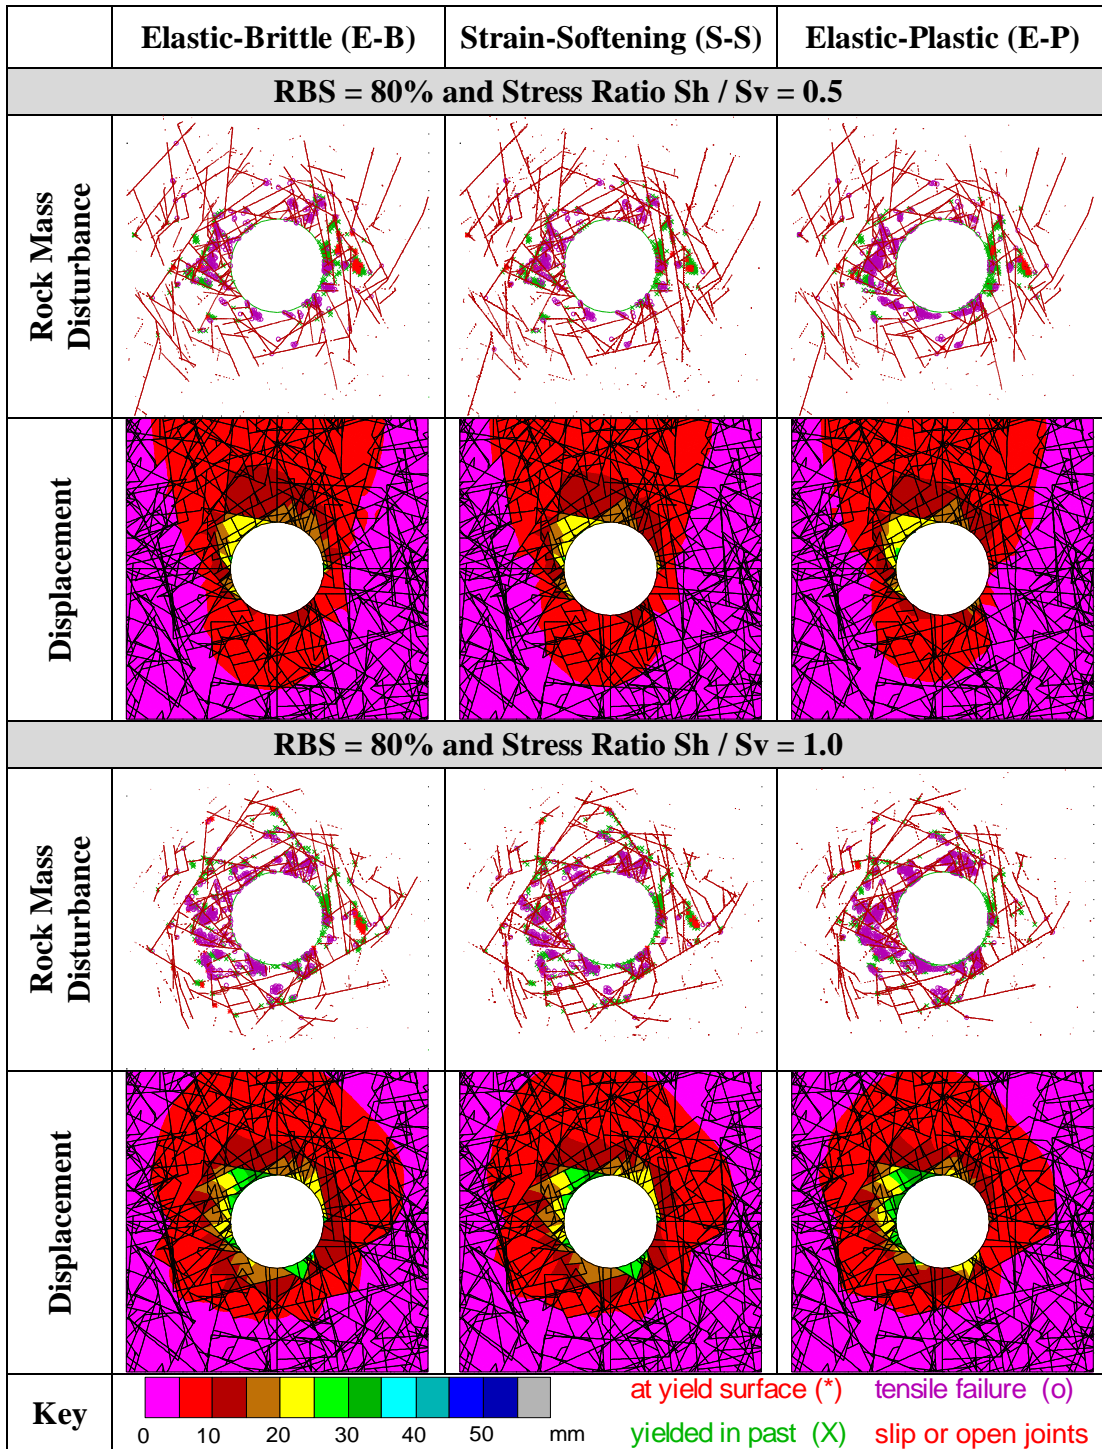 Elastic-Brittle (E-B) Strain-Softening (S-S) Elastic-Plastic (E-P)
RBS = 80% and Stress Ratio Sh / Sv = 0.5
Rock Mass
Disturbance
Displacement
RBS = 80% and Stress Ratio Sh / Sv = 1.0
Rock Mass
Disturbance
Displacement
Key
0 10 20 30 40 50 mm
at yield surface (*) tensile failure (o)
yielded in past (X) slip or open joints